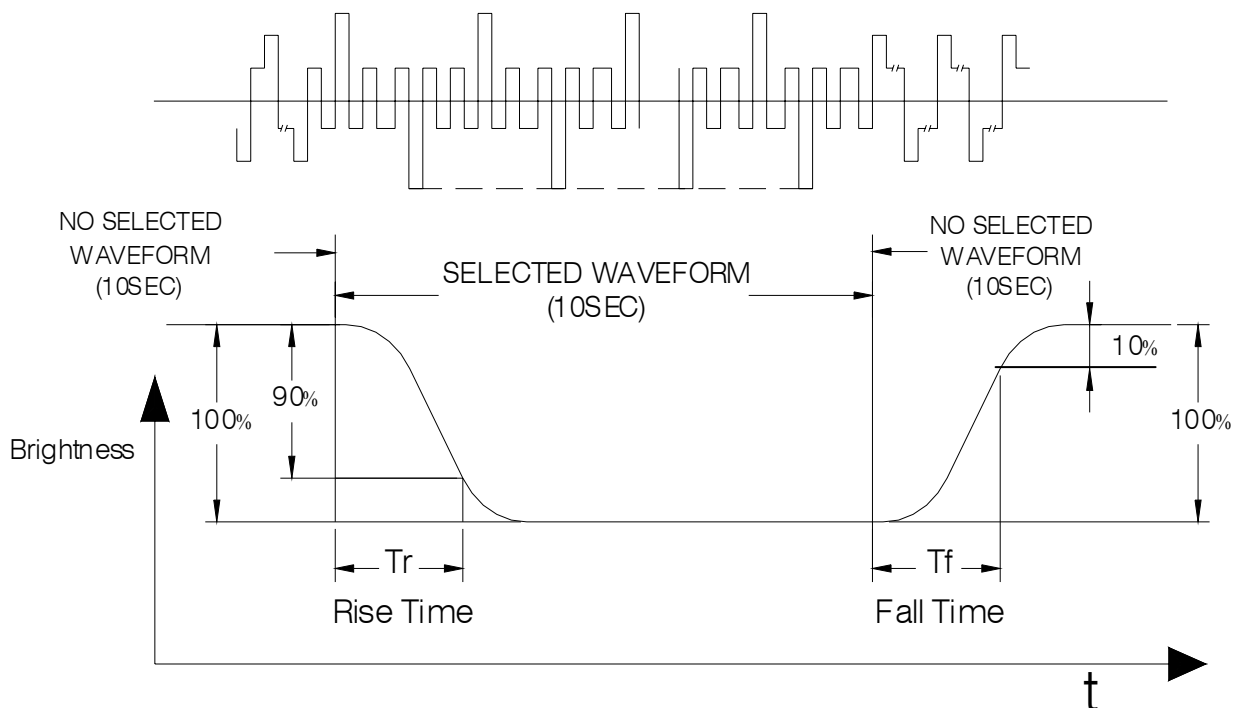 NO SELECTED
WAVEFORM
(10SEC)
SELECTED WAVEFORM
(10SEC)
NO SELECTED
WAVEFORM
(10SEC)
10%
90%
100%
100%
Brightness
Tr
Tf
Rise Time
Fall Time
t